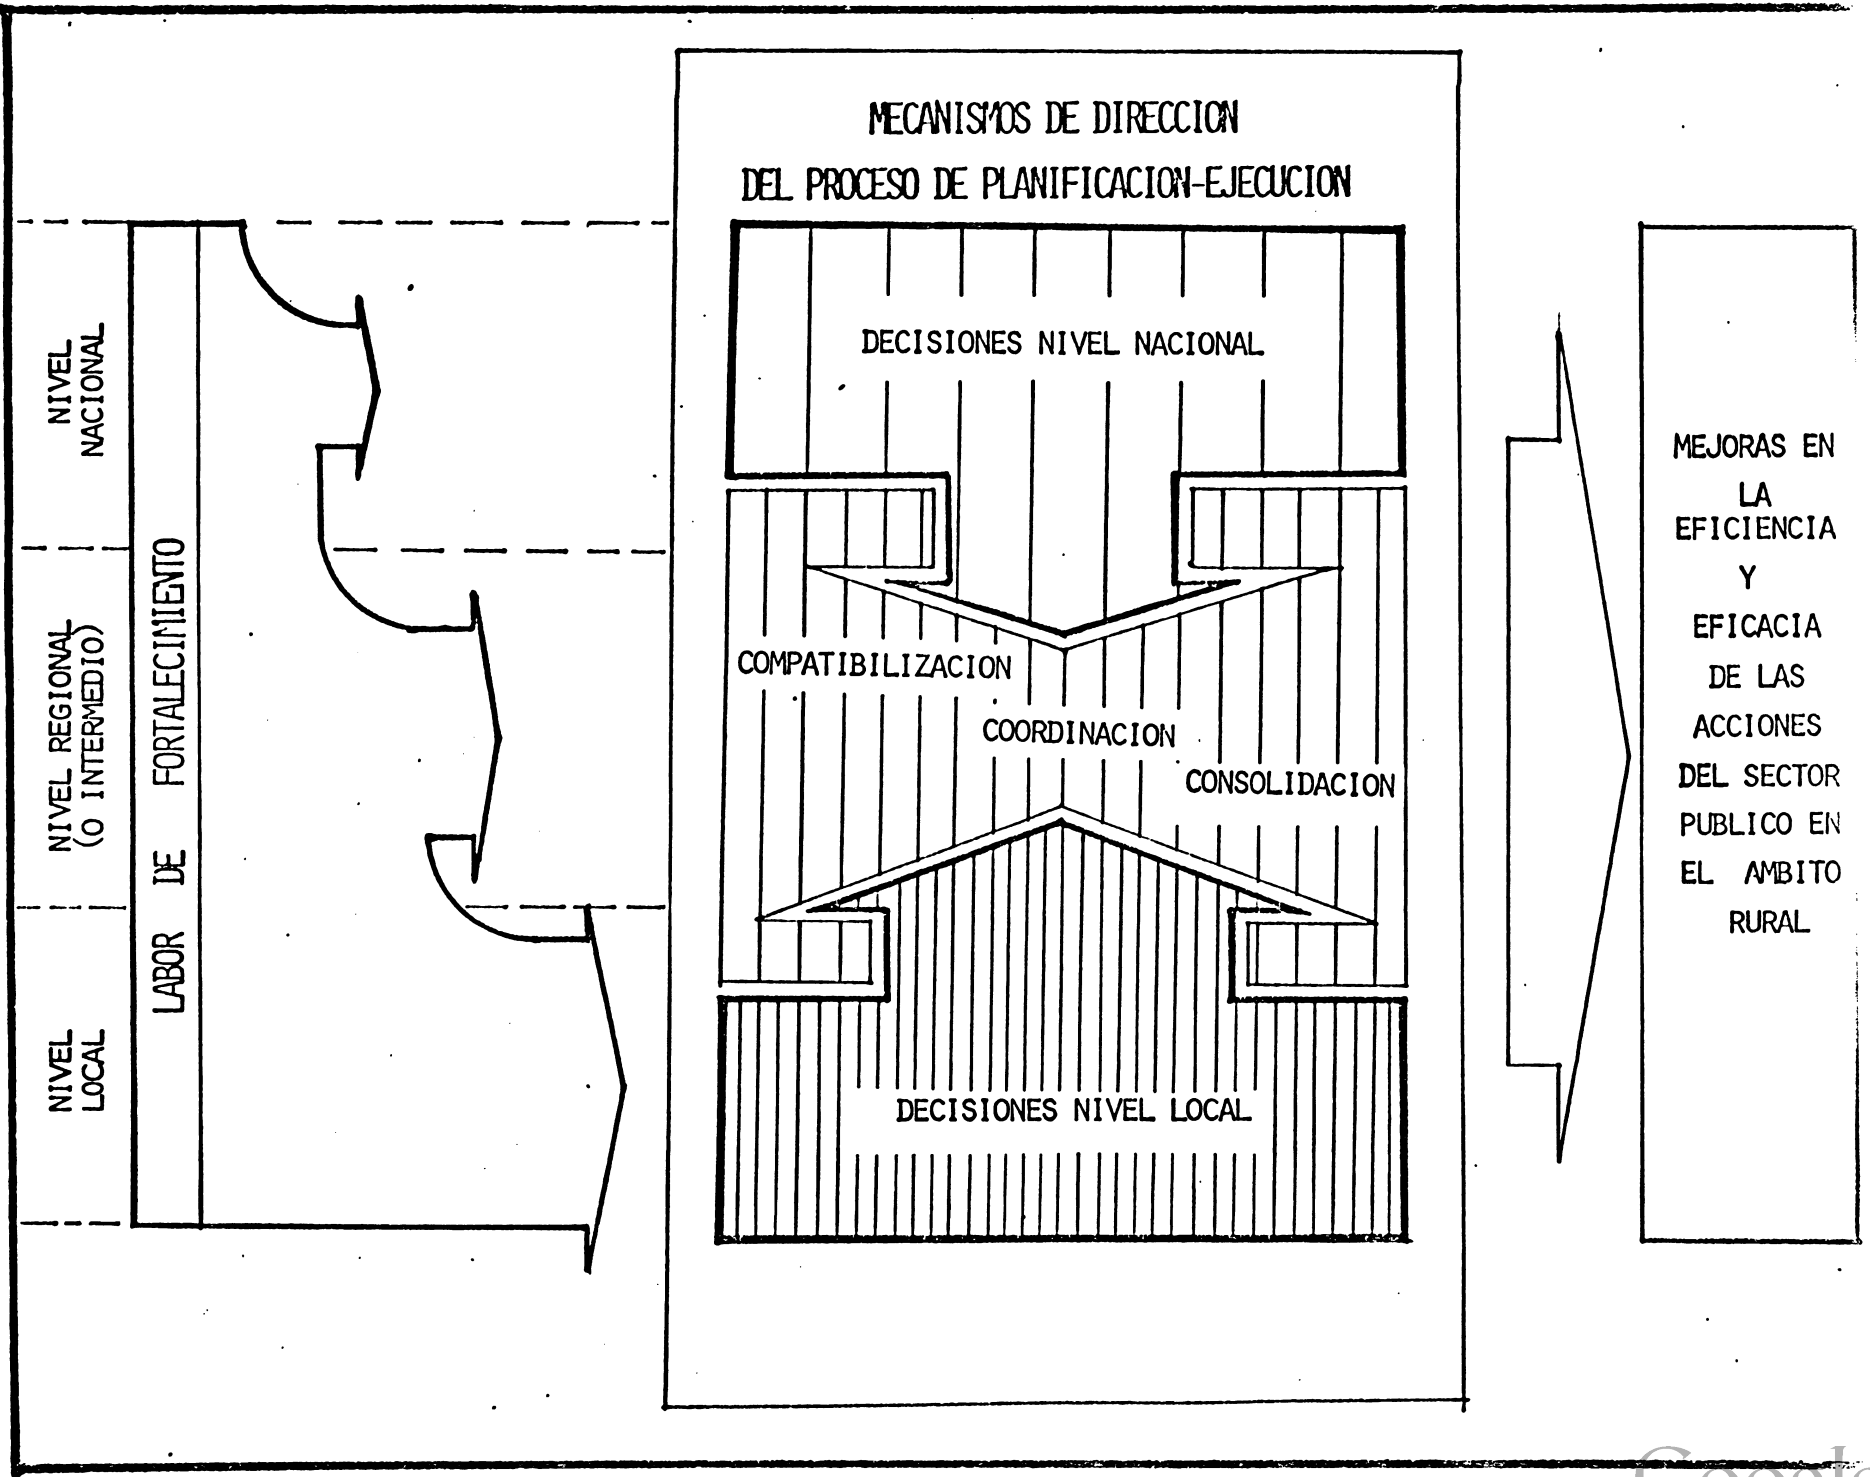 MECANISMOS DE DIRECCION
DEL PROCESO DE PLANIFICACION-EJECUCION
NIVEL
NACIONAL
NIVEL REGIONAL
(O INTERMEDIO)
NIVEL
LOCAL
LABOR DE FORTALECIMIENTO
DECISIONES NIVEL NACIONAL
COMPATIBILIZACION
COORDINACION
CONSOLIDACION
DECISIONES NIVEL LOCAL
MEJORAS EN
LA
EFICIENCIA
Y
EFICACIA
DE LAS
ACCIONES
DEL SECTOR
PUBLICO EN
EL AMBITO
RURAL